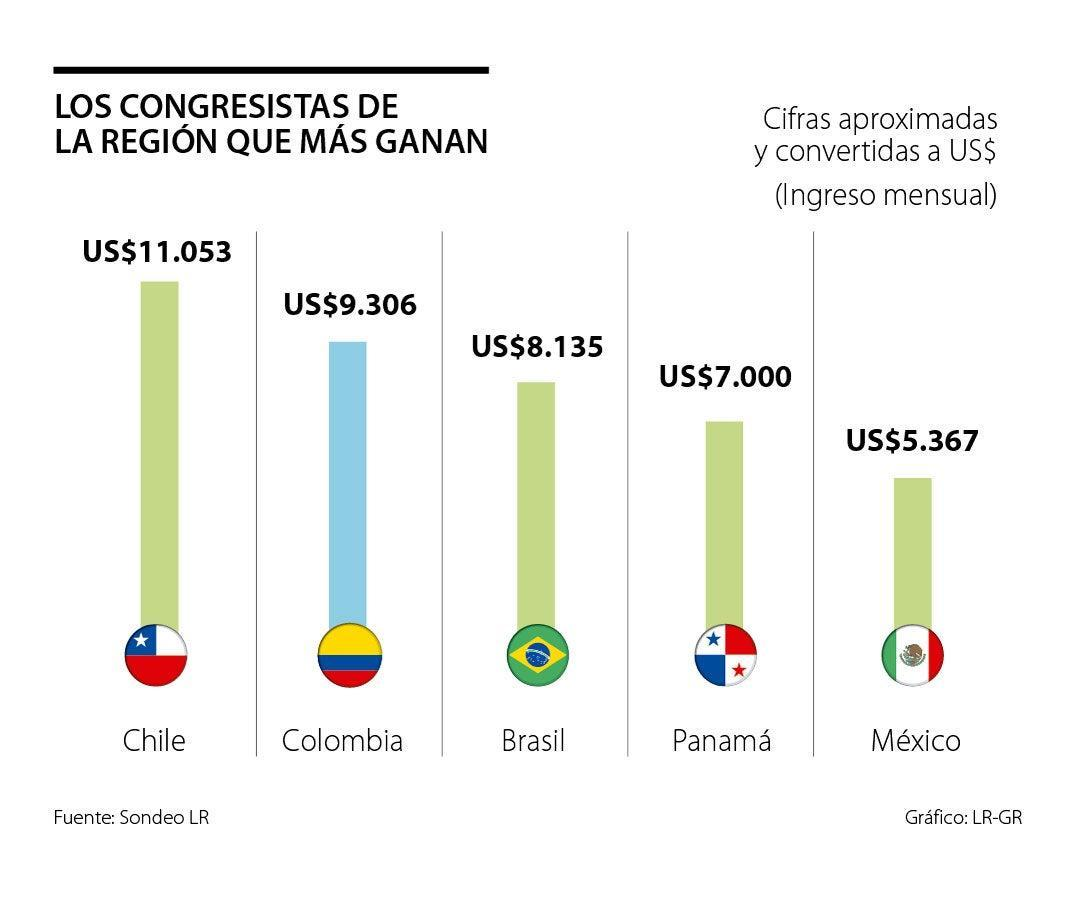 LOS CONGRESISTAS DE
LA REGIÓN QUE MÁS GANAN
Cifras aproximadas
y convertidas a US$
(Ingreso mensual)
US$11.053
US$9.306
US$8.135
US$7.000
US$5.367
Chile
Colombia
Brasil
Panamá
México
Fuente: Sondeo LR
Gráfico: LR-GR